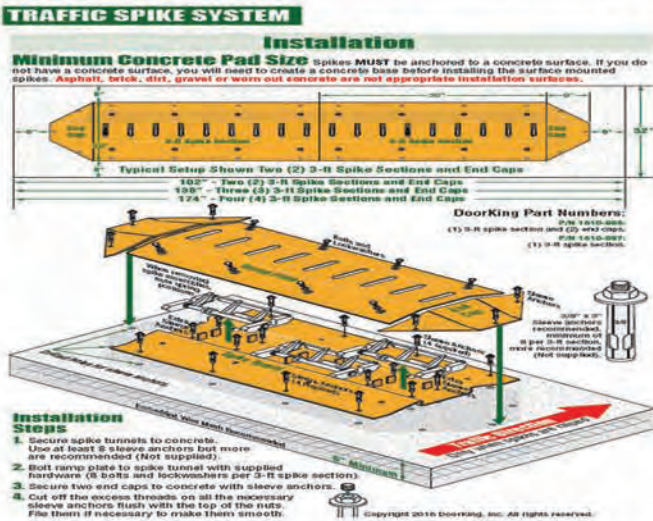 TRAFFIC SPIKE SYSTEM
Installation
Minimum Concrete Pad Size Spikes MUST be anchored to a concrete surface. If you do
not have a concrete surface, you will need to create a concrete base before installing the surface mounted
spikes. Asphalt, brick, dirt, gravel or worn out concrete are not appropriate installation surfaces.
End Cap
3-ft Spike Section
3-ft Spike Section
End Cap
Typical Setup Shown Two (2) 3-ft Spike Sections and End Caps
102" - Two (2) 3-ft Spike Sections and End Caps
138" - Three (3) 3-ft Spike Sections and End Caps
174" - Four (4) 3-ft Spike Sections and End Caps
DoorKing Part Numbers:
(1) 3-ft spike section and (2) end caps.
(1) 3-ft spike section.
Bolts and
Lockwashers
Sleeve
Anchors
3/8" x 3"
Sleeve anchors
recommended,
minimum of
8 per 3-ft section,
more recommended
(Not supplied).
Embedded Wire Mesh Recommended
Traffic Direction
6" Minimum
Installation
Steps
1. Secure spike tunnels to concrete.
Use at least 8 sleeve anchors but more
are recommended (Not supplied).
2. Bolt ramp plate to spike tunnel with supplied
hardware (8 bolts and lockwashers per 3-ft spike section).
3. Secure two end caps to concrete with sleeve anchors.
4. Cut off the excess threads on all the necessary
sleeve anchors flush with the top of the nuts.
File them if necessary to make them smooth.
Copyright 2016 DoorKing, Inc. All rights reserved.